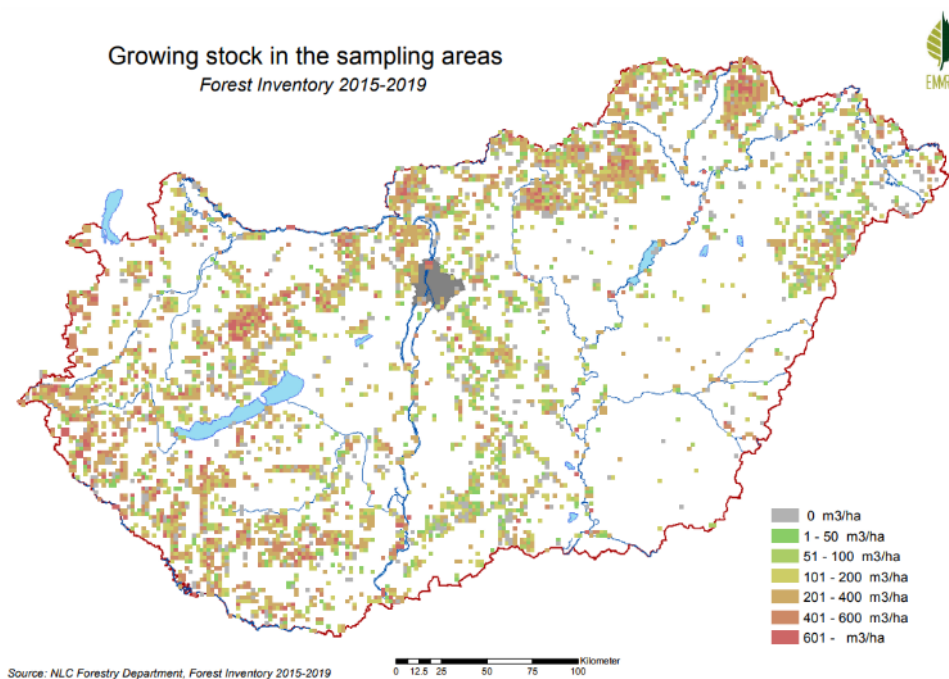 Growing stock in the sampling areas
Forest Inventory 2015-2019
0 m3/ha
1 - 50 m3/ha
51 - 100 m3/ha
101 - 200 m3/ha
201 - 400 m3/ha
401 - 600 m3/ha
601 - m3/ha
Kilometer
0 12.5 25 50 75 100
Source: NLC Forestry Department, Forest Inventory 2015-2019